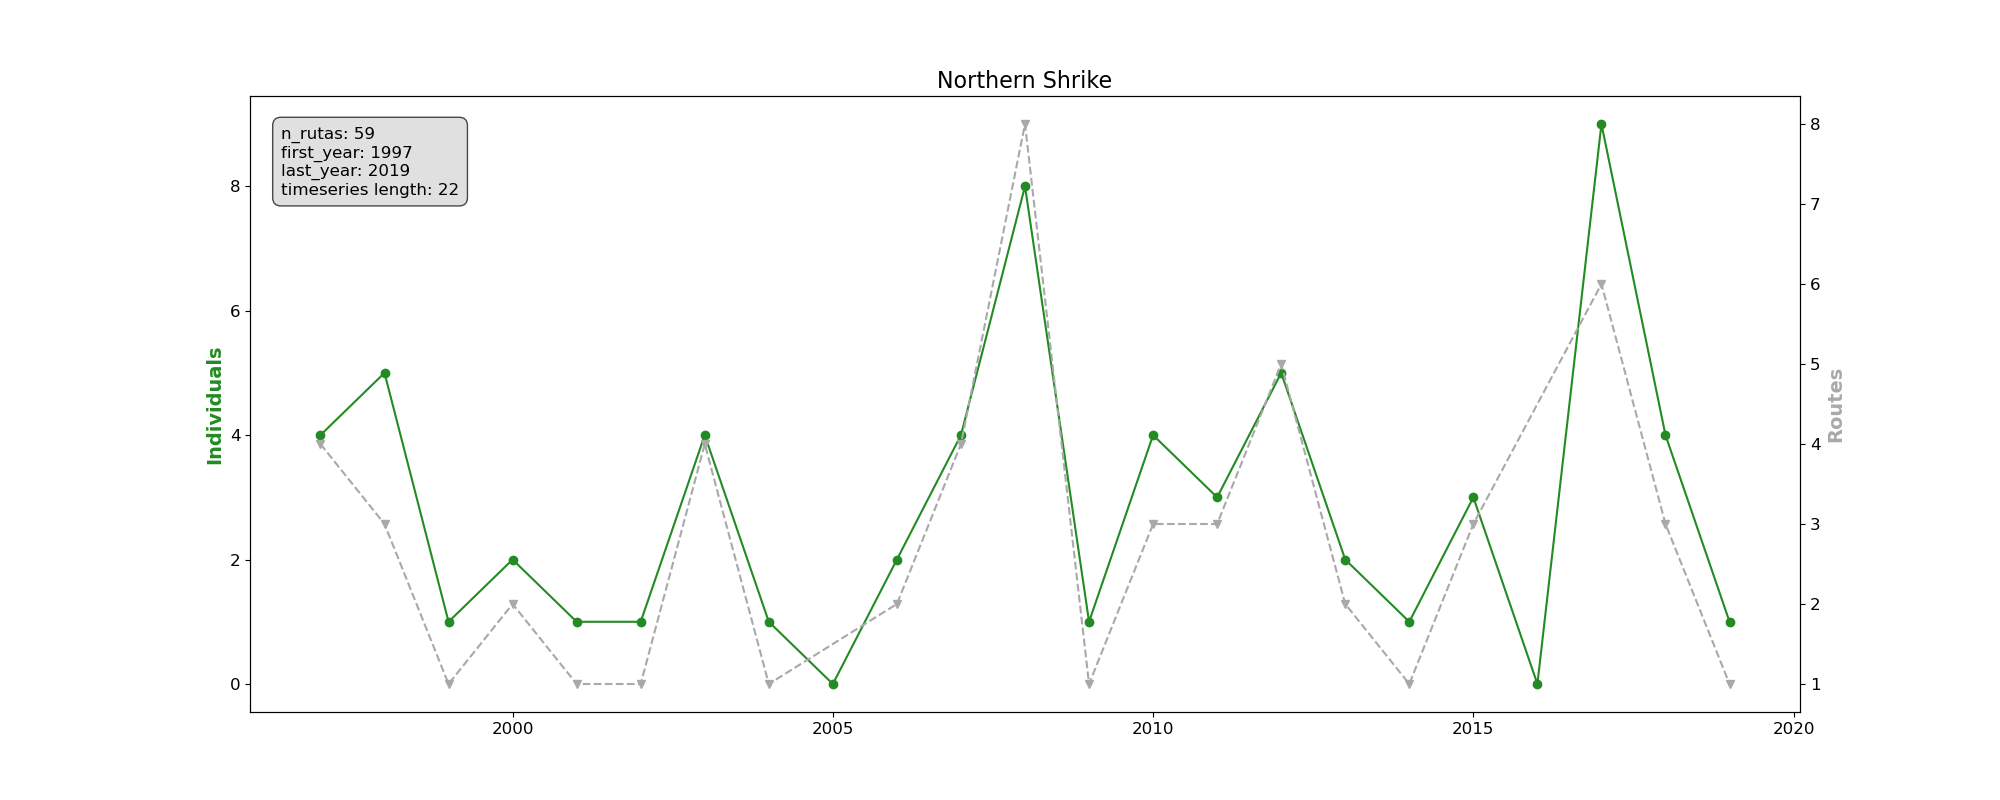 Northern Shrike
n_rutas: 59
first_year: 1997
last_year: 2019
timeseries length: 22
Individuals
8
6
4
2
0
8
7
6
5
4
3
2
1
Routes
2000
2005
2010
2015
2020